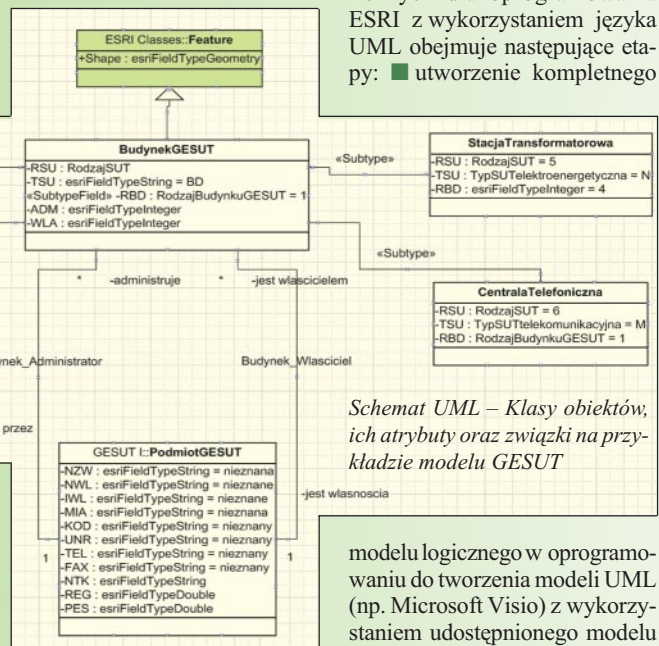 ESRI z wykorzystaniem języka
UML obejmuje następujące eta-
py: ■ utworzenie kompletnego
ESRI Classes::Feature
+Shape : esriFieldTypeGeometry
BudynekGESUT
-RSU : RodzajSUT
-TSU : esriFieldTypeString = BD
«SubtypeField» -RBD : RodzajBudynkuGESUT = 1
-ADM : esriFieldTypeInteger
-WLA : esriFieldTypeInteger
«Subtype»
StacjaTransformatorowa
-RSU : RodzajSUT = 5
-TSU : TypSUTelektroenergetyczna = N
-RBD : esriFieldTypeInteger = 4
«Subtype»
CentralaTelefoniczna
-RSU : RodzajSUT = 6
-TSU : TypSUTtelekomunikacyjna = M
-RBD : RodzajBudynkuGESUT = 1
* -administruje * -jest wlascicielem
nek_Administrator Budynek_Wlasciciel
przez
Schemat UML – Klasy obiektów,
ich atrybuty oraz związki na przy-
kładzie modelu GESUT
GESUT I::PodmiotGESUT
-NZW : esriFieldTypeString = nieznana
-NWL : esriFieldTypeString = nieznane
-IWL : esriFieldTypeString = nieznane
-MIA : esriFieldTypeString = nieznana
-KOD : esriFieldTypeString = nieznany
-UNR : esriFieldTypeString = nieznany
-TEL : esriFieldTypeString = nieznany
-FAX : esriFieldTypeString = nieznany
-NTK : esriFieldTypeString
-REG : esriFieldTypeDouble
-PES : esriFieldTypeDouble
-jest wlasnoscia
1 1
modelu logicznego w oprogramo-
waniu do tworzenia modeli UML
(np. Microsoft Visio) z wykorzy-
staniem udostępnionego modelu